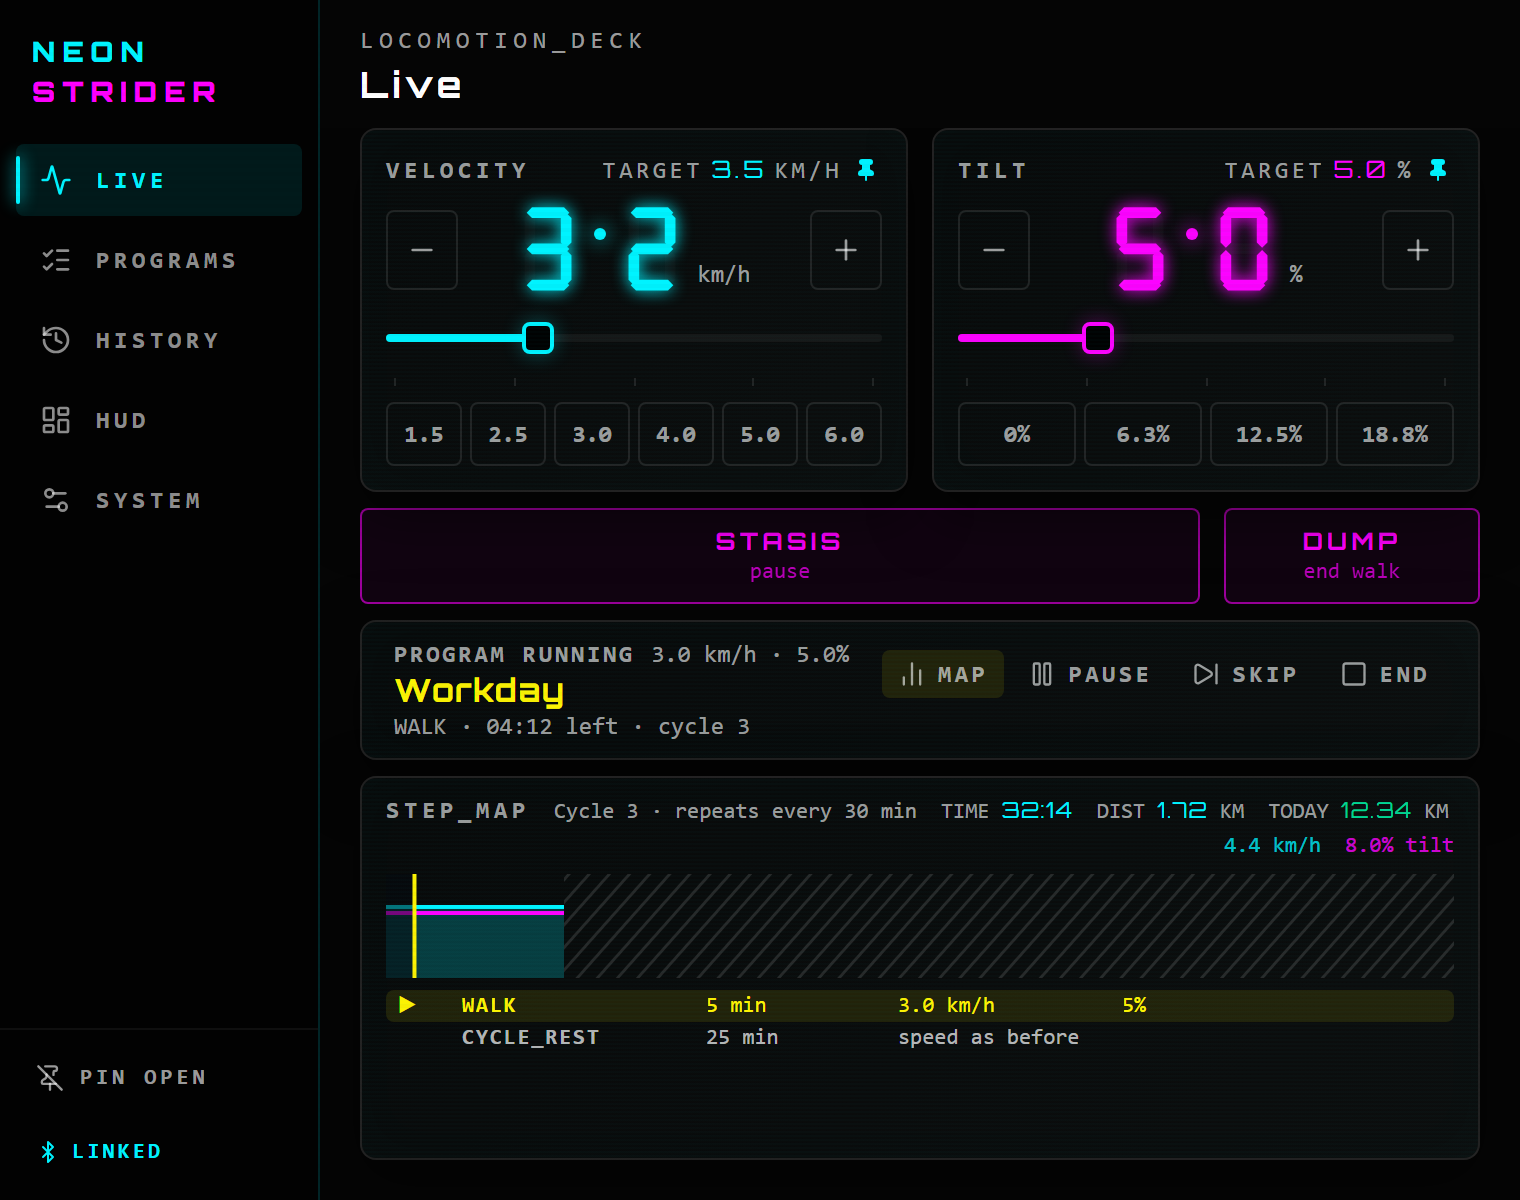 NEON
STRIDER
LIVE
PROGRAMS
HISTORY
HUD
SYSTEM
PIN OPEN
LINKED
LOCOMOTION_DECK
Live
VELOCITY TARGET 3.5 KM/H
3.2 km/h
1.5 2.5 3.0 4.0 5.0 6.0
TILT TARGET 5.0 %
5.0 %
0% 6.3% 12.5% 18.8%
STASIS
pause
DUMP
end walk
PROGRAM RUNNING 3.0 km/h · 5.0%
Workday
WALK · 04:12 left · cycle 3
MAP PAUSE SKIP END
STEP_MAP Cycle 3 · repeats every 30 min TIME 32:14 DIST 1.72 KM TODAY 12.34 KM
4.4 km/h 8.0% tilt
WALK 5 min 3.0 km/h 5%
CYCLE_REST 25 min speed as before